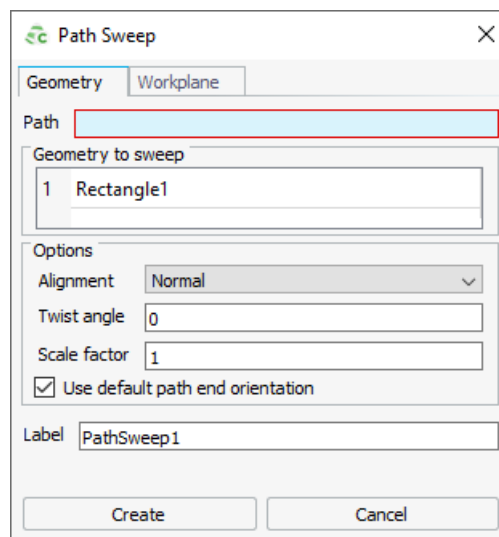 Path Sweep
Geometry Workplane
Path
Geometry to sweep
1 Rectangle1
Options
Alignment Normal
Twist angle 0
Scale factor 1
Use default path end orientation
Label PathSweep1
Create Cancel